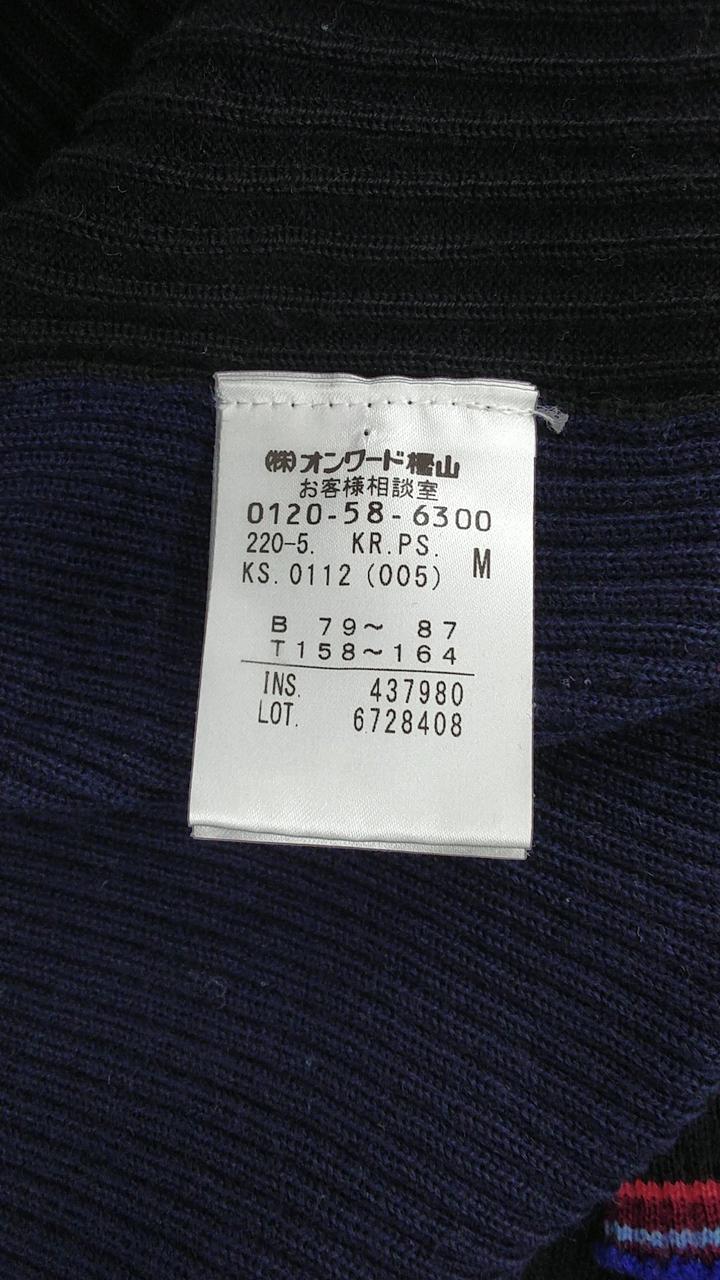 (株)オンワード樫山
お客様相談室
0120-58-6300
220-5. KR.PS. M
KS.0112 (005)
B 79～ 87
T158～164
INS. 437980
LOT. 6728408